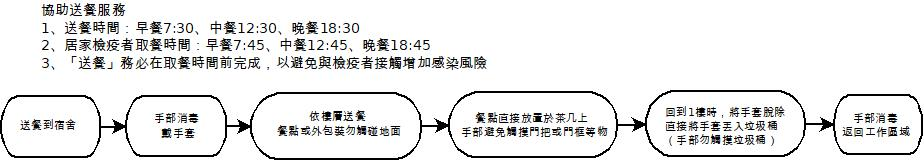 協助送餐服務
1、送餐時間：早餐7:30、中餐12:30、晚餐18:30
2、居家檢疫者取餐時間：早餐7:45、中餐12:45、晚餐18:45
3、「送餐」務必在取餐時間前完成，以避免與檢疫者接觸增加感染風險
送餐到宿舍
手部消毒
戴手套
依樓層送餐
餐點或外包裝勿觸碰地面
餐點直接放置於茶几上
手部避免觸摸門把或門框等物
回到1樓時，將手套脫除
直接將手套丟入垃圾桶
（手部勿觸摸垃圾桶）
手部消毒
返回工作區域